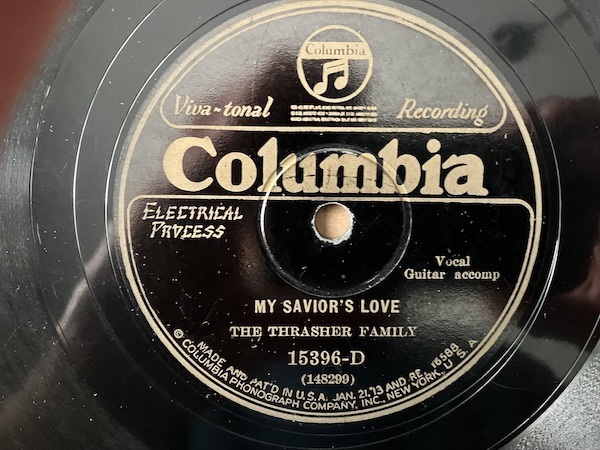 Columbia
Viva-tonal Recording
Columbia
ELECTRICAL
PROCESS
Vocal
Guitar accomp
MY SAVIOR'S LOVE
THE THRASHER FAMILY
15396-D
(148299)
MADE AND PAT'D IN U.S.A. JAN. 21,'13 AND RE. 16588
© COLUMBIA PHONOGRAPH COMPANY, INC., NEW YORK, U.S.A.